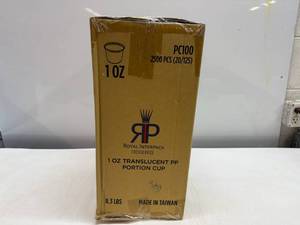 PC100
2500 PCS (20/125)
1 OZ
RP
ROYAL INTERPACK
1 OZ TRANSLUCENT PP
PORTION CUP
8.3 LBS
MADE IN TAIWAN